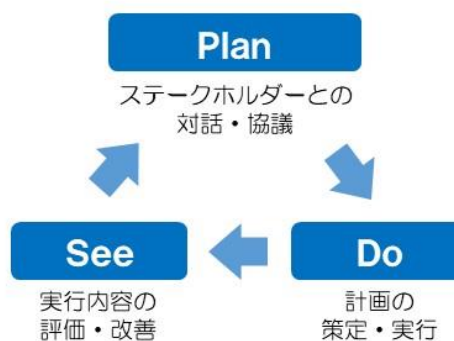 Plan
ステークホルダーとの
対話・協議
See
実行内容の
評価・改善
Do
計画の
策定・実行